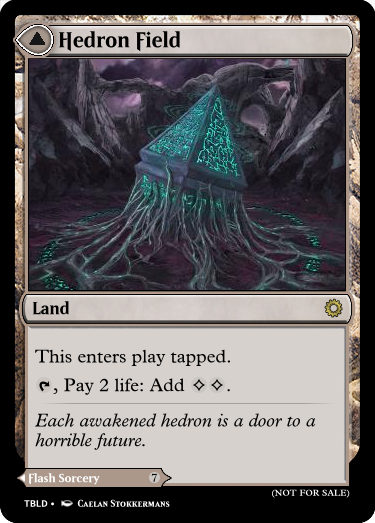 Hedron Field
Land
This enters play tapped.
, Pay 2 life: Add .
Each awakened hedron is a door to a
horrible future.
Flash Sorcery 7
(NOT FOR SALE)
TBLD • Caelan Stokkermans